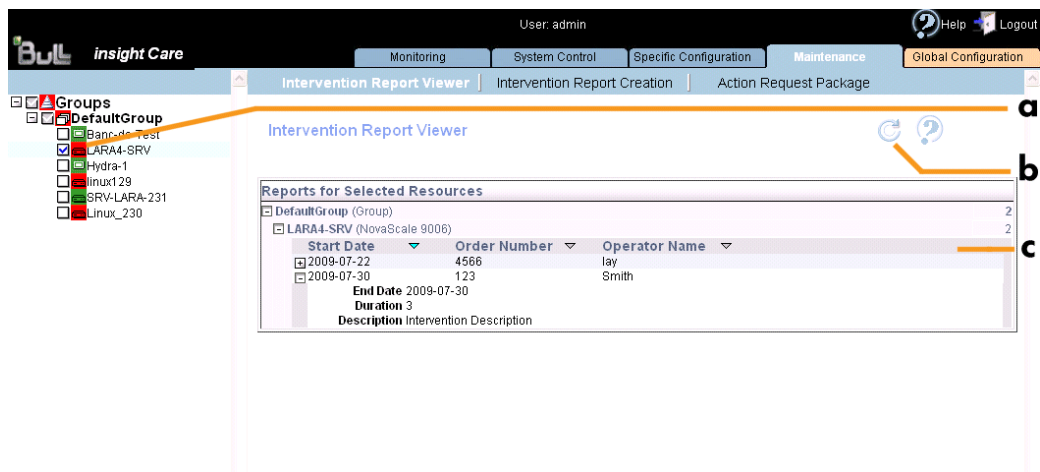 User: admin
Help
Logout
Bull
insight Care
Monitoring
System Control
Specific Configuration
Maintenance
Global Configuration
Intervention Report Viewer
Intervention Report Creation
Action Request Package
Groups
DefaultGroup
Banc-de-Test
LARA4-SRV
Hydra-1
linux129
SRV-LARA-231
Linux_230
Intervention Report Viewer
a
b
Reports for Selected Resources
DefaultGroup (Group) 2
LARA4-SRV (NovaScale 9006) 2
Start Date Order Number Operator Name
c
2009-07-22 4566 lay
2009-07-30 123 Smith
End Date 2009-07-30
Duration 3
Description Intervention Description